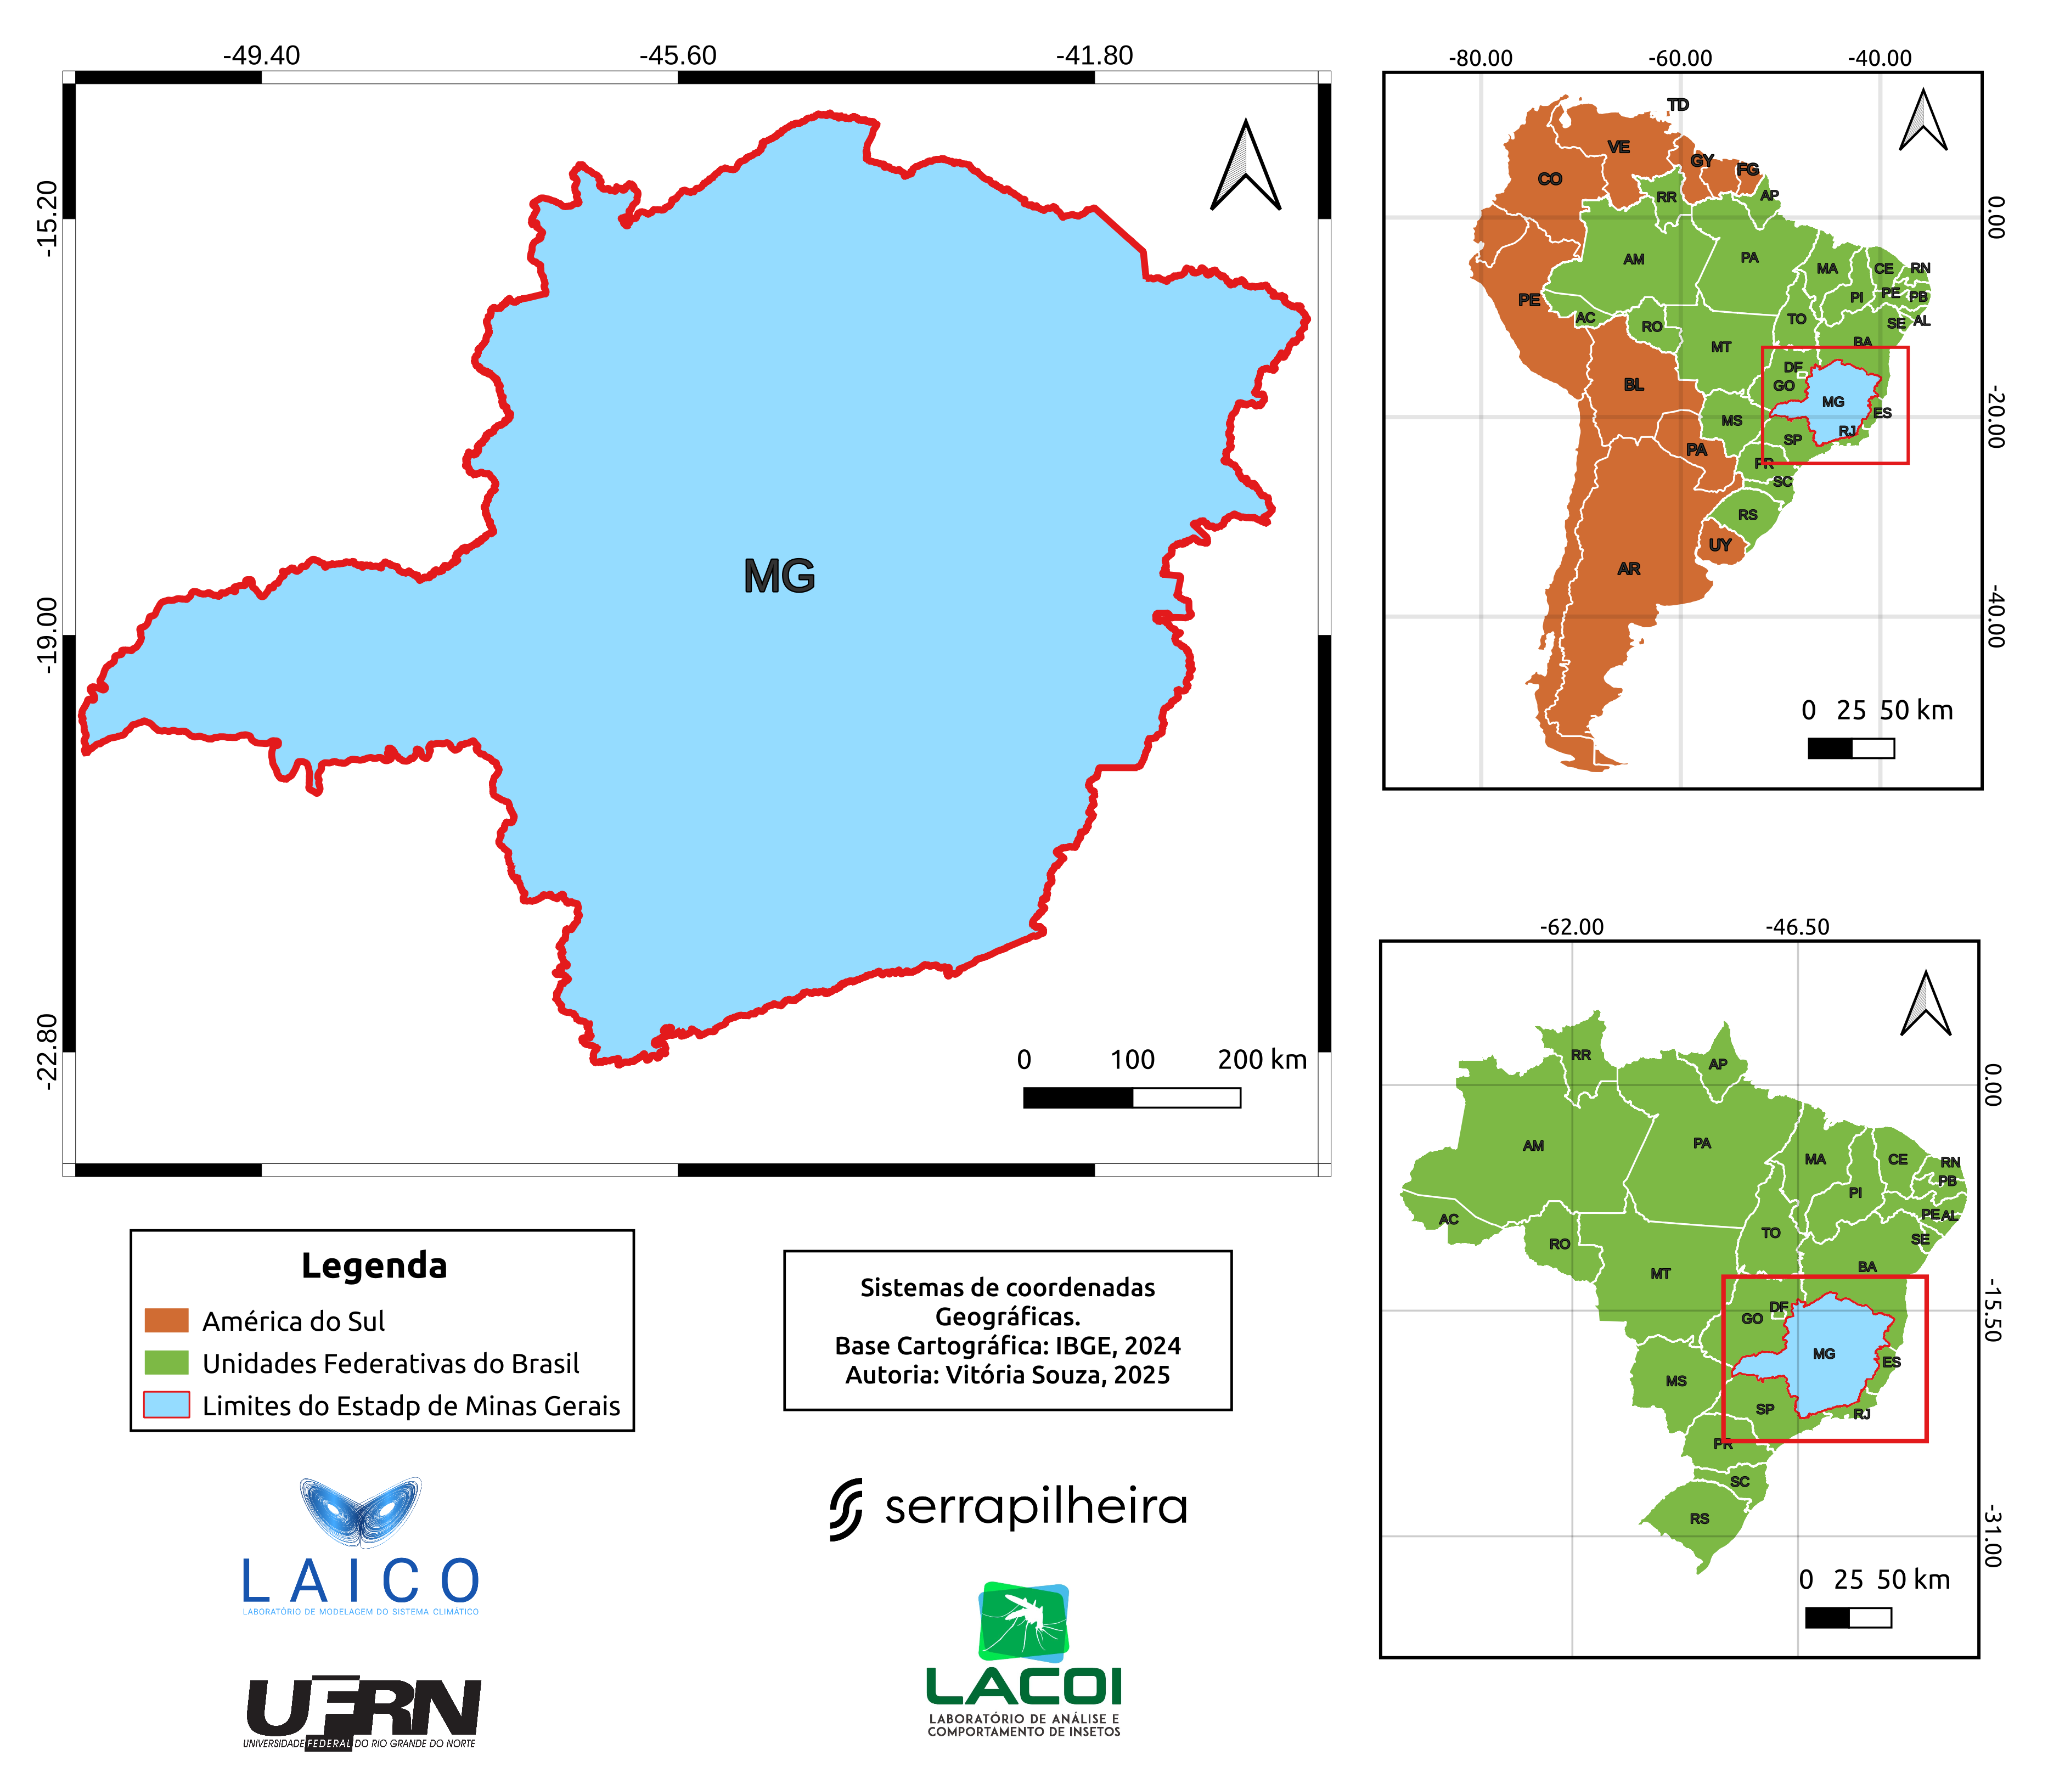 -49.40
-45.60
-41.80
-15.20
-19.00
-22.80
MG
0 100 200 km
-80.00 -60.00 -40.00
0.00
-20.00
-40.00
TD
VE
GY
FG
CO
RR
AP
AM
PA
MA
CE
RN
PE
PI
PE
PB
AC
RO
TO
SE
AL
MT
BA
DF
BL
GO
MG
MS
ES
SP
RJ
PA
PR
SC
RS
UY
AR
0 25 50 km
-62.00
-46.50
0.00
-15.50
-31.00
RR
AP
AM
PA
MA
CE
RN
PB
PI
AC
PE
AL
TO
RO
SE
BA
MT
DF
GO
MG
ES
MS
SP
RJ
PR
SC
RS
0 25 50 km
Legenda
América do Sul
Unidades Federativas do Brasil
Limites do Estadp de Minas Gerais
Sistemas de coordenadas
Geográficas.
Base Cartográfica: IBGE, 2024
Autoria: Vitória Souza, 2025
LAICO
LABORATÓRIO DE MODELAGEM DO SISTEMA CLIMÁTICO
serrapilheira
UFRN
UNIVERSIDADE FEDERAL DO RIO GRANDE DO NORTE
LACOI
LABORATÓRIO DE ANÁLISE E
COMPORTAMENTO DE INSETOS